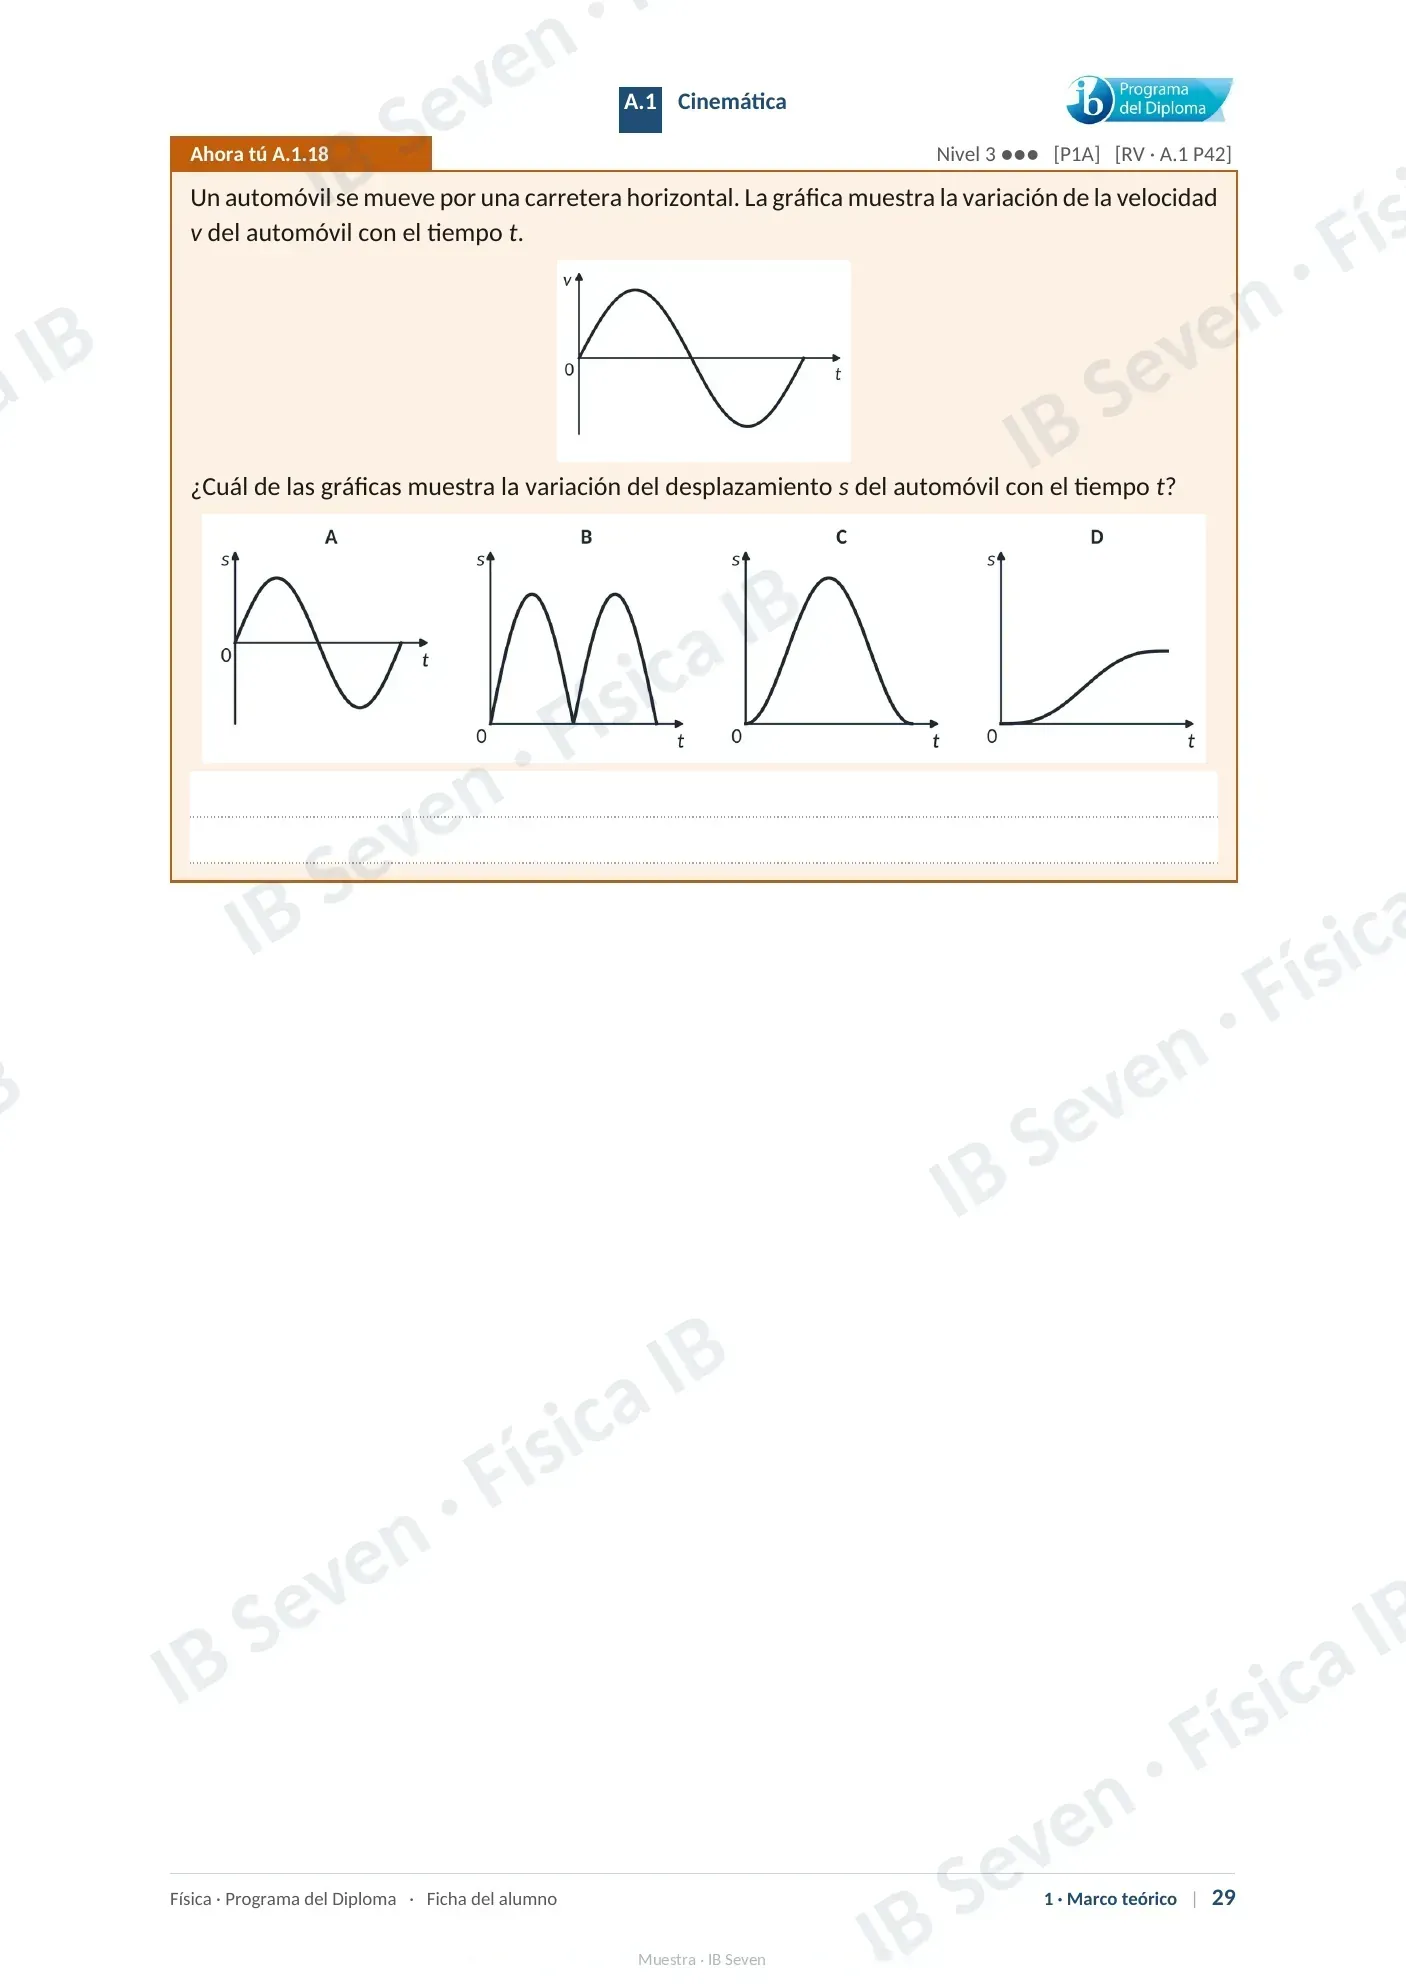 A.1 Cinemática
ib Programa
del Diploma
Ahora tú A.1.18
Nivel 3 ●●● [P1A] [RV · A.1 P42]
Un automóvil se mueve por una carretera horizontal. La gráfica muestra la variación de la velocidad
v del automóvil con el tiempo t.
v
0
t
¿Cuál de las gráficas muestra la variación del desplazamiento s del automóvil con el tiempo t?
A B C D
s s s s
0 t
0 t 0 t 0 t
Física · Programa del Diploma · Ficha del alumno
1 · Marco teórico | 29
Muestra · IB Seven
IB Seven · Física IB
IB Seven · Física
IB Seven · Física IB
IB Seven · Física
IB Seven · Física IB
IB Seven · Física IB